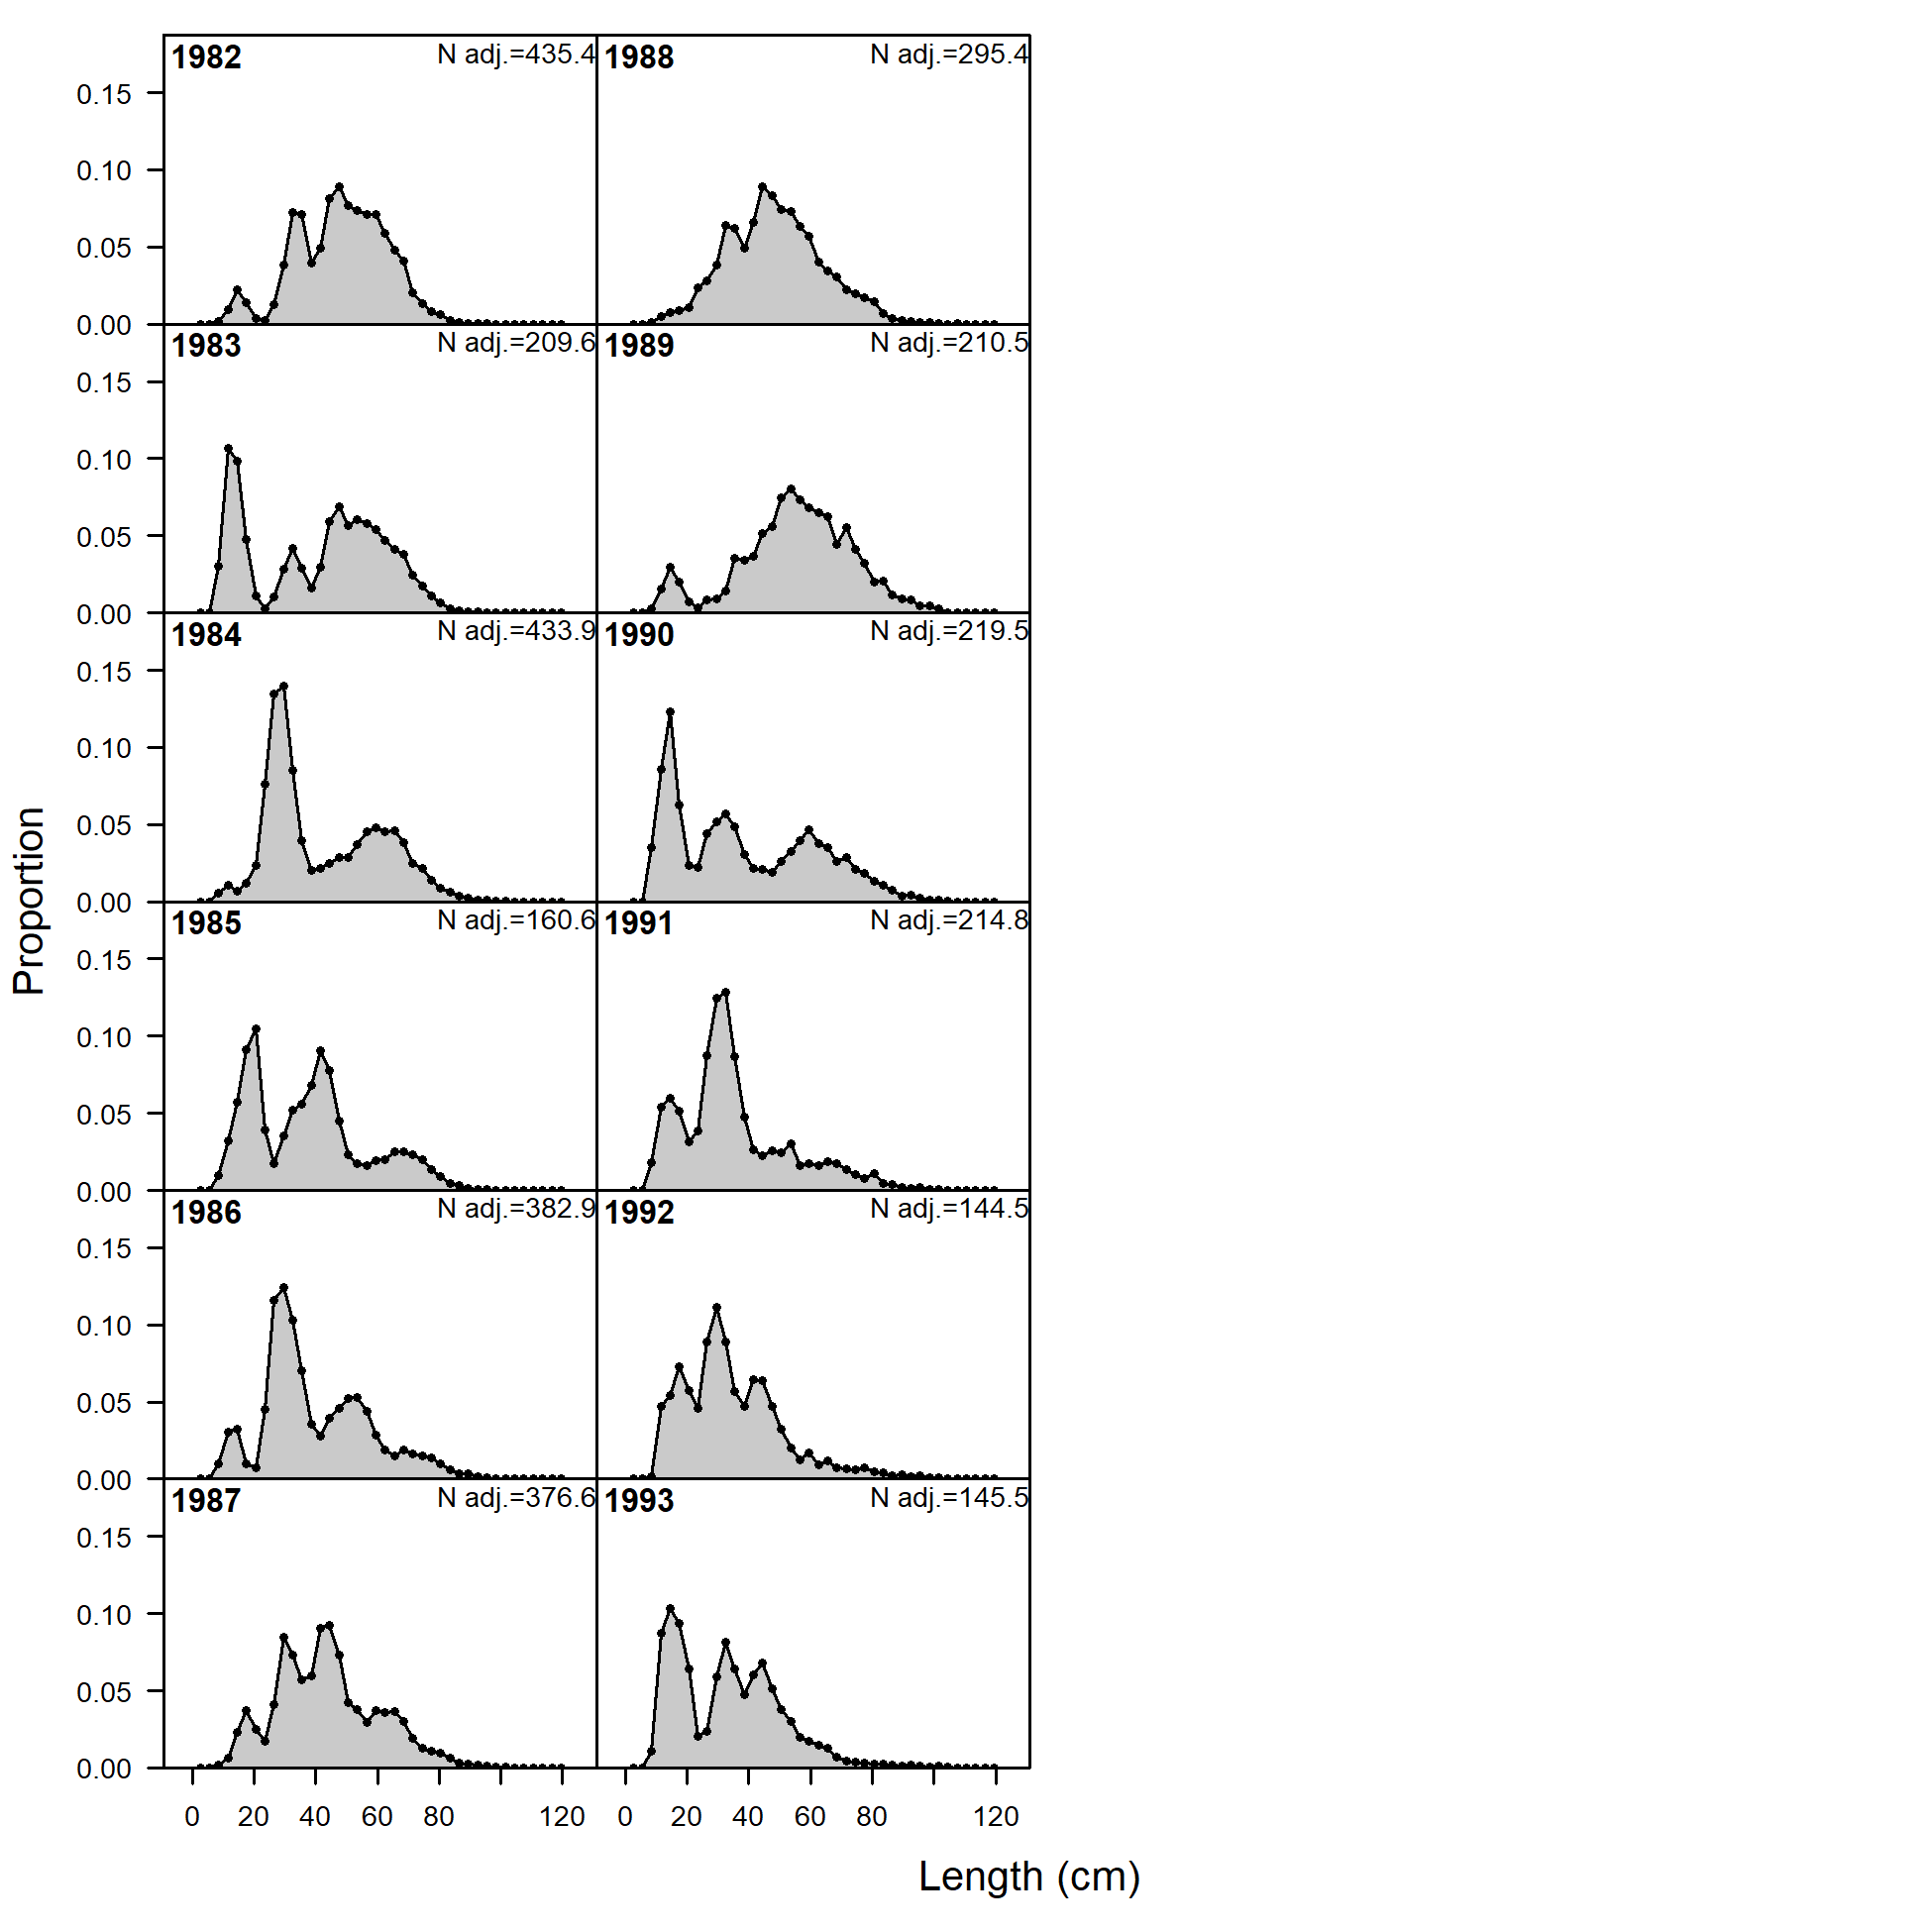 1982 N adj.=435.4
0.15
0.10
0.05
0.00
1983 N adj.=209.6
0.15
0.10
0.05
0.00
1984 N adj.=433.9
0.15
0.10
0.05
0.00
1985 N adj.=160.6
0.15
0.10
0.05
0.00
1986 N adj.=382.9
0.15
0.10
0.05
0.00
1987 N adj.=376.6
0.15
0.10
0.05
0.00
0 20 40 60 80 120
1988 N adj.=295.4
1989 N adj.=210.5
1990 N adj.=219.5
1991 N adj.=214.8
1992 N adj.=144.5
1993 N adj.=145.5
0 20 40 60 80 120
Proportion
Length (cm)